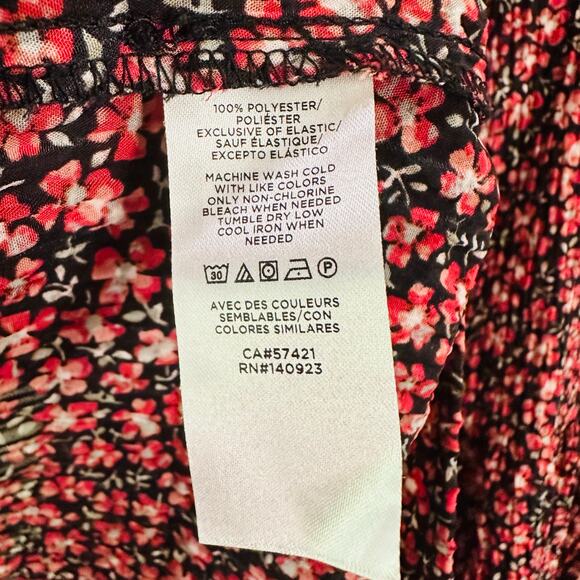 100% POLYESTER/
POLIÉSTER
EXCLUSIVE OF ELASTIC/
SAUF ÉLASTIQUE/
EXCEPTO ELÁSTICO
MACHINE WASH COLD
WITH LIKE COLORS
ONLY NON-CHLORINE
BLEACH WHEN NEEDED
TUMBLE DRY LOW
COOL IRON WHEN
NEEDED
30 P
AVEC DES COULEURS
SEMBLABLES/CON
COLORES SIMILARES
CA#57421
RN#140923